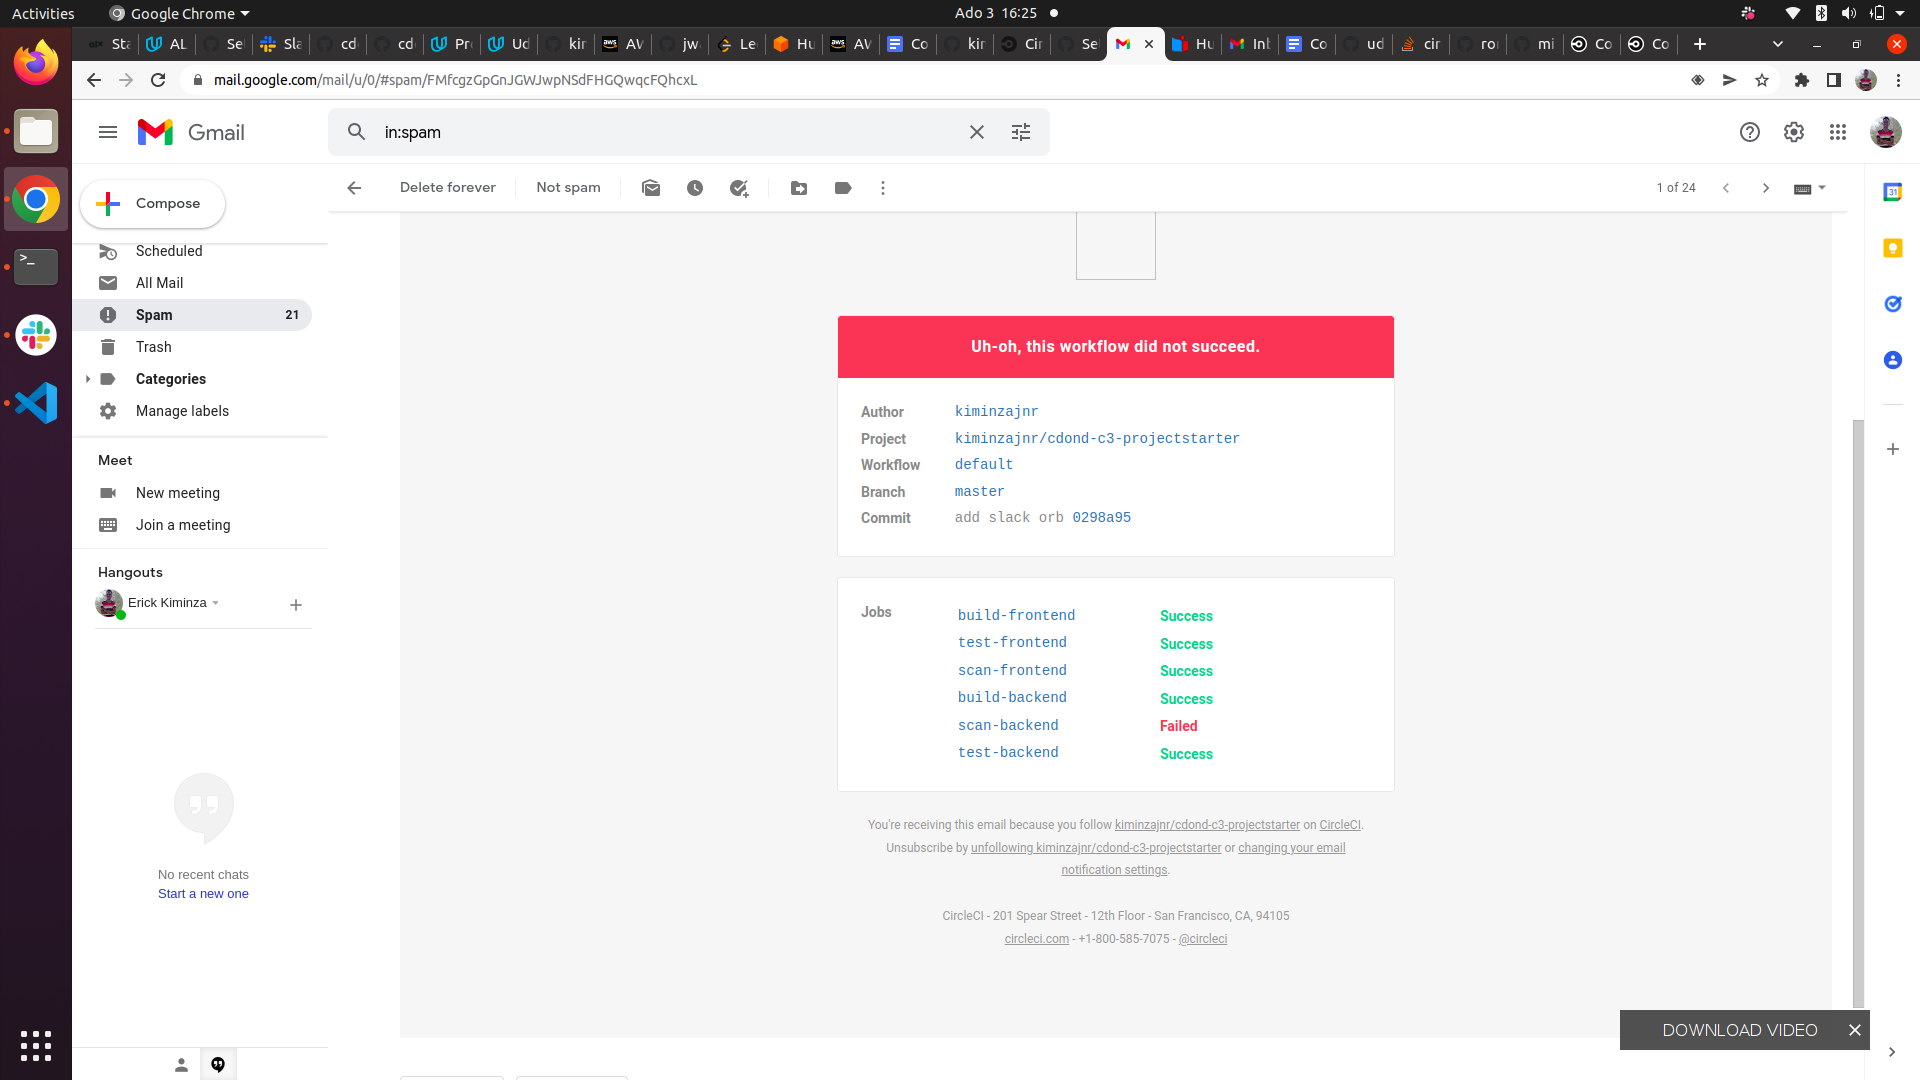 Activities
Google Chrome
Ado 3 16:25
Sta
AL
Se
Sla
cd
cd
Pr
Ud
kir
AV
jw
Le
Hu
AV
Co
kir
Cir
Se
Hu
Inb
Co
ud
cir
ro
mi
Co
Co
mail.google.com/mail/u/0/#spam/FMfcgzGpGnJGWJwpNSdFHGQwqcFQhcxL
Gmail
in:spam
Compose
Delete forever
Not spam
1 of 24
Scheduled
All Mail
Spam 21
Trash
Categories
Manage labels
Meet
New meeting
Join a meeting
Hangouts
Erick Kiminza
No recent chats
Start a new one
Uh-oh, this workflow did not succeed.
Author kiminzajnr
Project kiminzajnr/cdond-c3-projectstarter
Workflow default
Branch master
Commit add slack orb 0298a95
Jobs build-frontend Success
test-frontend Success
scan-frontend Success
build-backend Success
scan-backend Failed
test-backend Success
You're receiving this email because you follow kiminzajnr/cdond-c3-projectstarter on CircleCI.
Unsubscribe by unfollowing kiminzajnr/cdond-c3-projectstarter or changing your email
notification settings.
CircleCI - 201 Spear Street - 12th Floor - San Francisco, CA, 94105
circleci.com - +1-800-585-7075 - @circleci
DOWNLOAD VIDEO